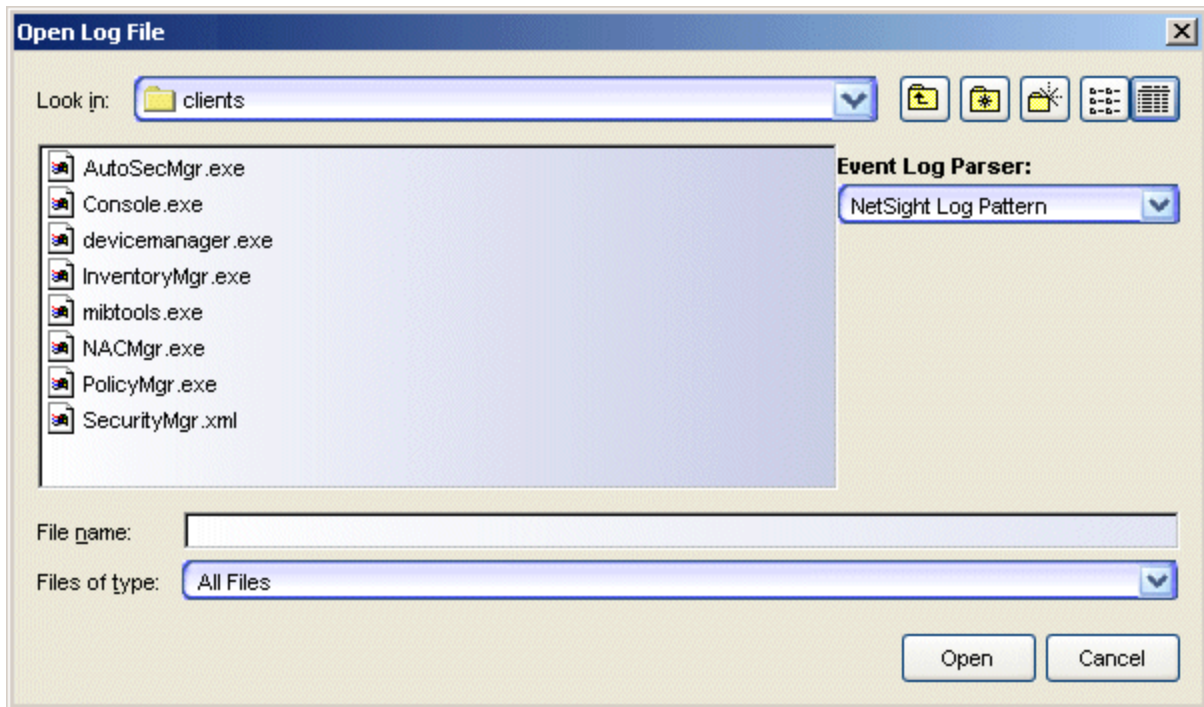 Open Log File
Look in: clients
AutoSecMgr.exe
Console.exe
devicemanager.exe
InventoryMgr.exe
mibtools.exe
NACMgr.exe
PolicyMgr.exe
SecurityMgr.xml
Event Log Parser:
NetSight Log Pattern
File name:
Files of type: All Files
Open Cancel